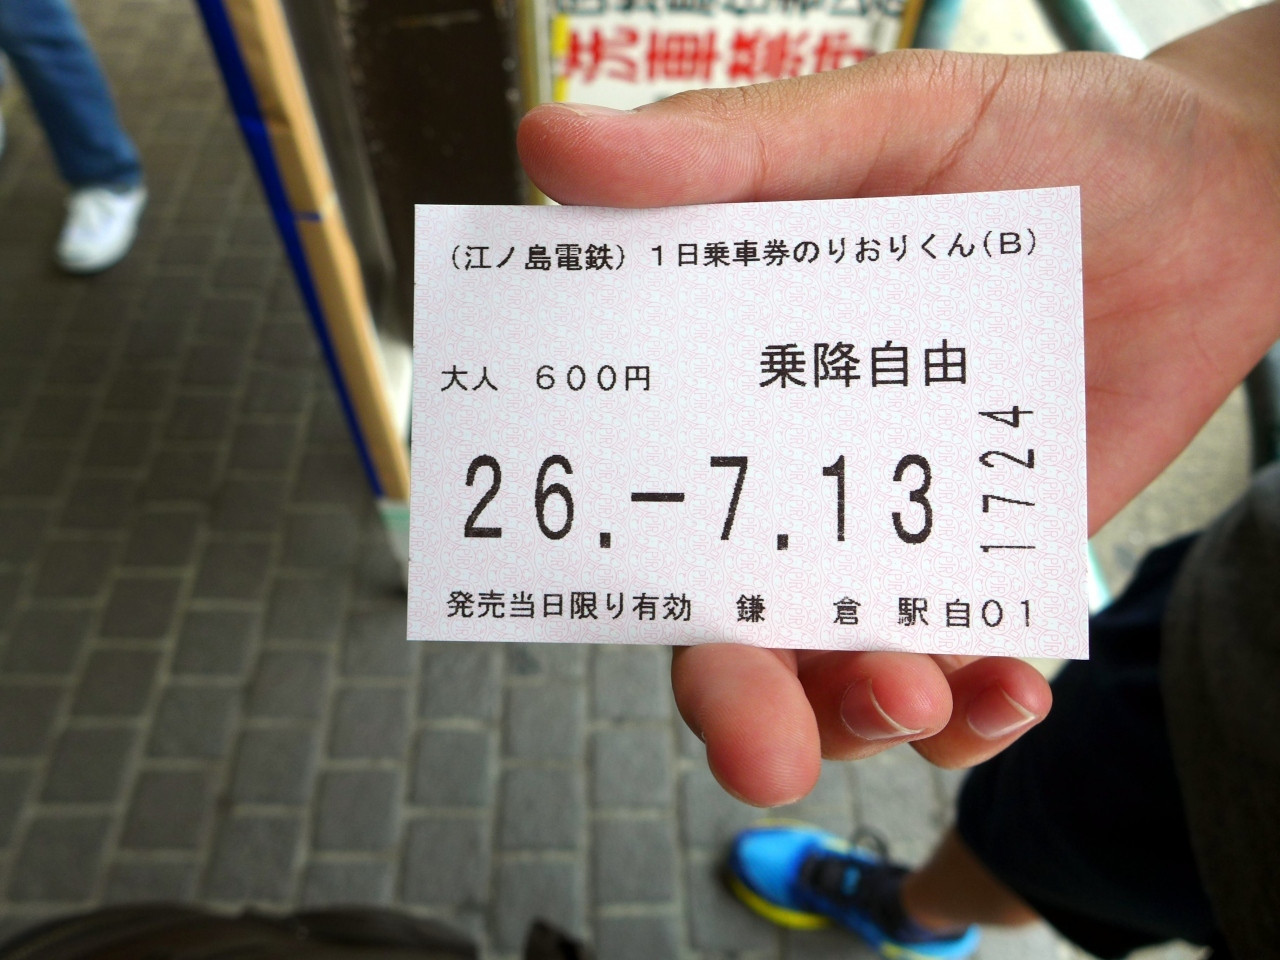 （江ノ島電鉄）１日乗車券のりおりくん（Ｂ）
大人　６００円
乗降自由
26.-7.13
1724
発売当日限り有効　鎌　倉　駅 自０１